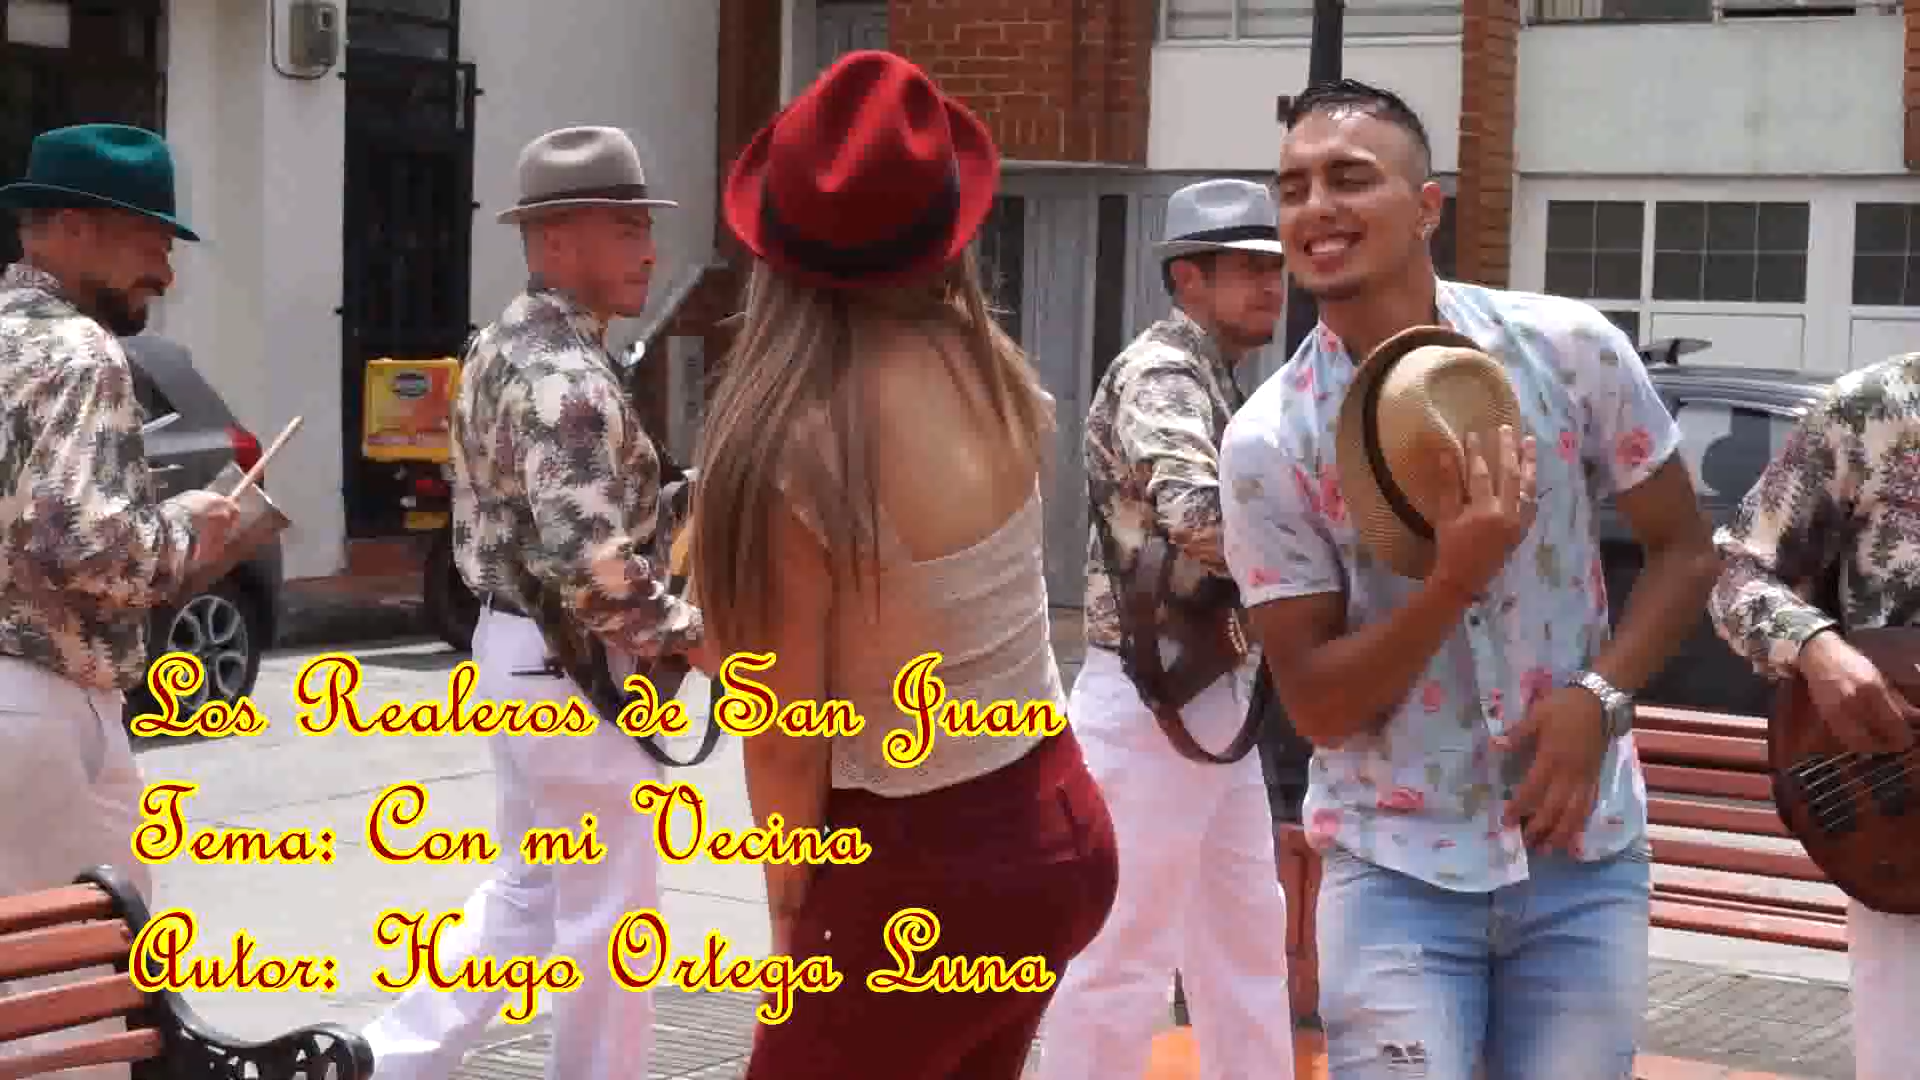 Los Realeros de San Juan
Tema: Con mi Vecina
Autor: Hugo Ortega Luna